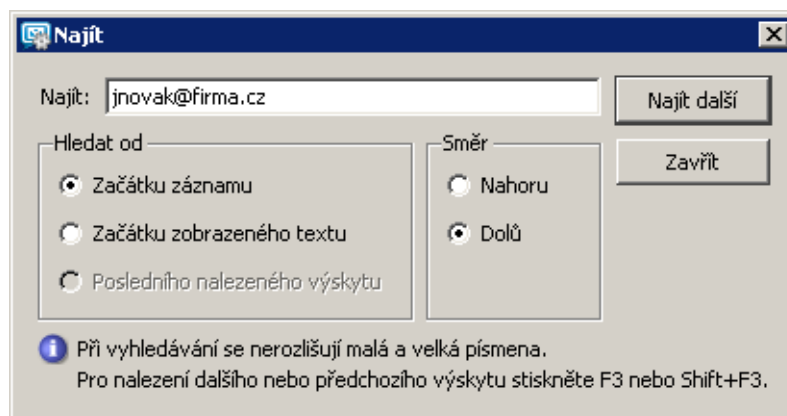 Najít
Najít: jnovak@firma.cz
Najít další
Hledat od
Směr
Začátku záznamu
Nahoru
Zavřít
Začátku zobrazeného textu
Dolů
Posledního nalezeného výskytu
Při vyhledávání se nerozlišují malá a velká písmena.
Pro nalezení dalšího nebo předchozího výskytu stiskněte F3 nebo Shift+F3.